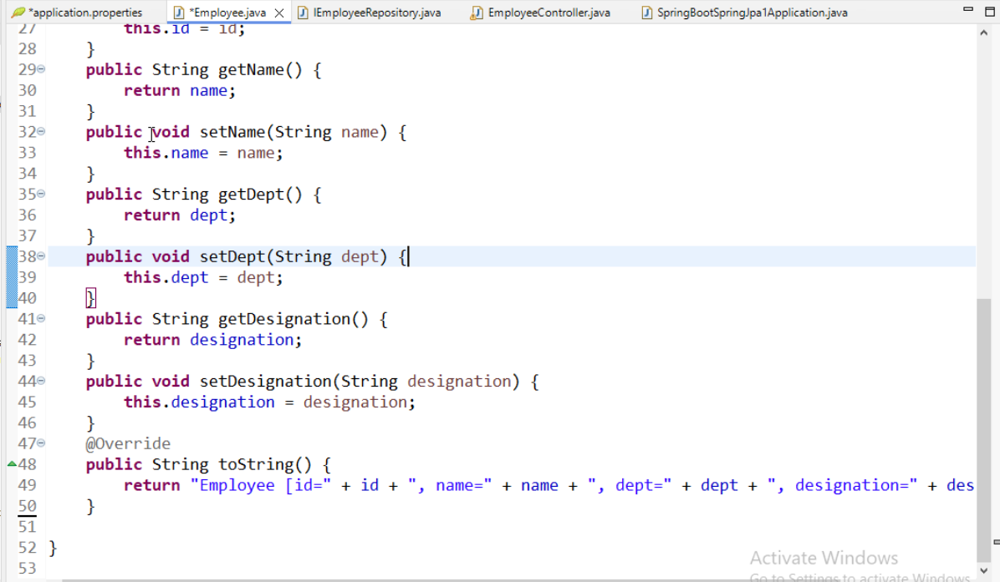 *application.properties *Employee.java IEmployeeRepository.java EmployeeController.java SpringBootSpringJpa1Application.java
27 this.id = id;
28 }
29 public String getName() {
30 return name;
31 }
32 public void setName(String name) {
33 this.name = name;
34 }
35 public String getDept() {
36 return dept;
37 }
38 public void setDept(String dept) {
39 this.dept = dept;
40 }
41 public String getDesignation() {
42 return designation;
43 }
44 public void setDesignation(String designation) {
45 this.designation = designation;
46 }
47 @Override
48 public String toString() {
49 return "Employee [id=" + id + ", name=" + name + ", dept=" + dept + ", designation=" + des
50 }
51
52 }
53
Activate Windows
Go to Settings to activate Windows.